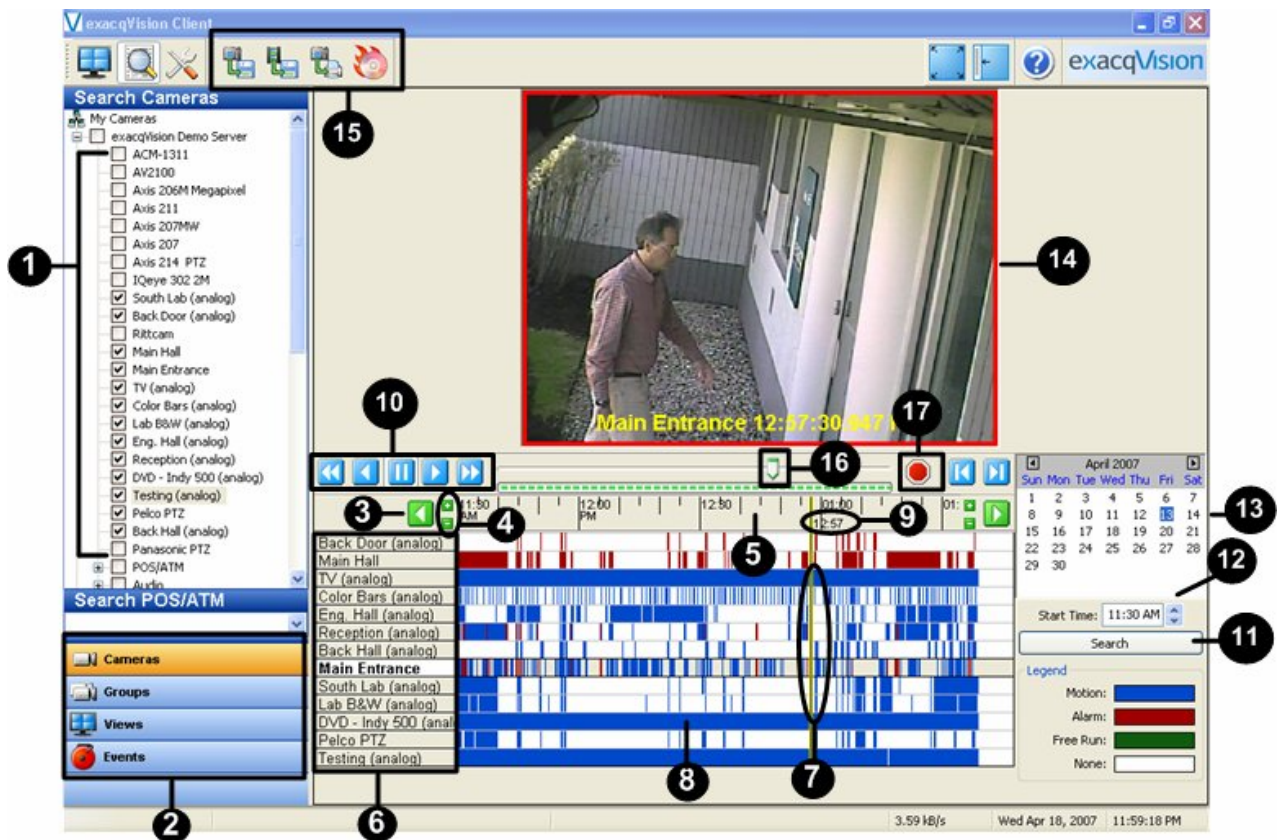 exacqVision Client
exacqVision
15
Search Cameras
My Cameras
exacqVision Demo Server
ACM-1311
AV2100
Axis 206M Megapixel
Axis 211
Axis 207MW
Axis 207
Axis 214 PTZ
IQeye 302 2M
South Lab (analog)
Back Door (analog)
Rittcam
Main Hall
Main Entrance
TV (analog)
Color Bars (analog)
Lab B&W (analog)
Eng. Hall (analog)
Reception (analog)
DVD - Indy 500 (analog)
Testing (analog)
Pelco PTZ
Back Hall (analog)
Panasonic PTZ
POS/ATM
Audio
1
Search POS/ATM
Cameras
Groups
Views
Events
2
14
Main Entrance 12:57:30.947
10
16
17
3
4
11:50 AM
12:00 PM
12:50
01:00
01:
12:57
5
9
Back Door (analog)
Main Hall
TV (analog)
Color Bars (analog)
Eng. Hall (analog)
Reception (analog)
Back Hall (analog)
Main Entrance
South Lab (analog)
Lab B&W (analog)
DVD - Indy 500 (anal
Pelco PTZ
Testing (analog)
6
8
7
April 2007
Sun Mon Tue Wed Thu Fri Sat
1 2 3 4 5 6 7
8 9 10 11 12 13 14
15 16 17 18 19 20 21
22 23 24 25 26 27 28
29 30
13
12
Start Time: 11:30 AM
Search
11
Legend
Motion:
Alarm:
Free Run:
None:
3.59 kB/s
Wed Apr 18, 2007
11:59:18 PM